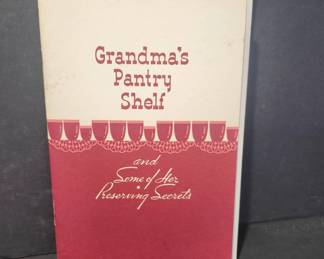 Grandma's
Pantry
Shelf
and
Some of Her
Preserving Secrets